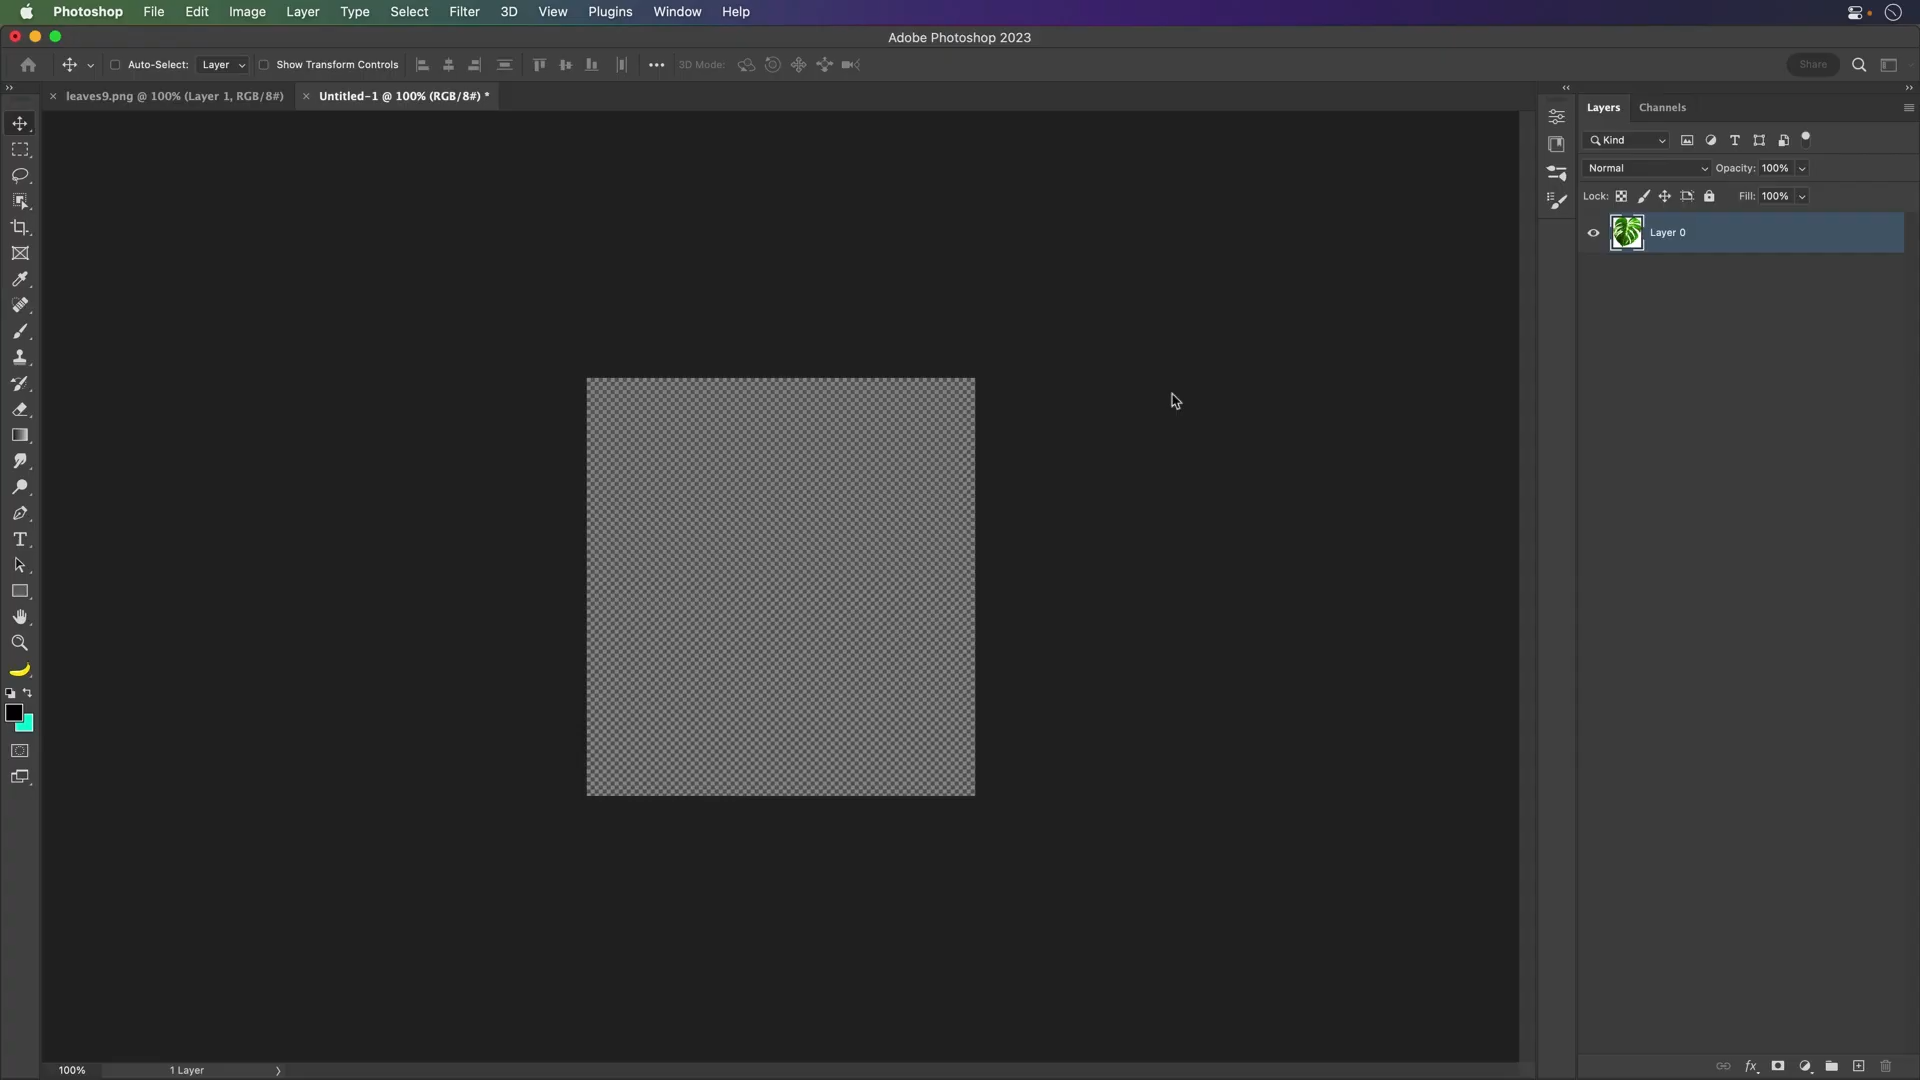 Photoshop File Edit Image Layer Type Select Filter 3D View Plugins Window Help
Adobe Photoshop 2023
Auto-Select: Layer Show Transform Controls 3D Mode: Share
leaves9.png @ 100% (Layer 1, RGB/8#) Untitled-1 @ 100% (RGB/8#) *
Layers Channels
Kind
Normal Opacity: 100%
Lock: Fill: 100%
Layer 0
100% 1 Layer